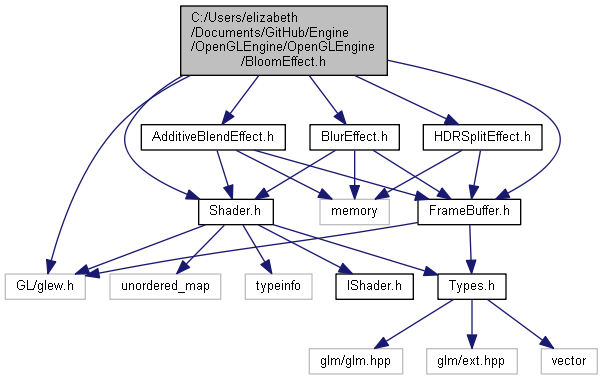 C:/Users/elizabeth
/Documents/GitHub/Engine
/OpenGLEngine/OpenGLEngine
/BloomEffect.h
AdditiveBlendEffect.h
BlurEffect.h
HDRSplitEffect.h
Shader.h
memory
FrameBuffer.h
GL/glew.h
unordered_map
typeinfo
IShader.h
Types.h
glm/glm.hpp
glm/ext.hpp
vector